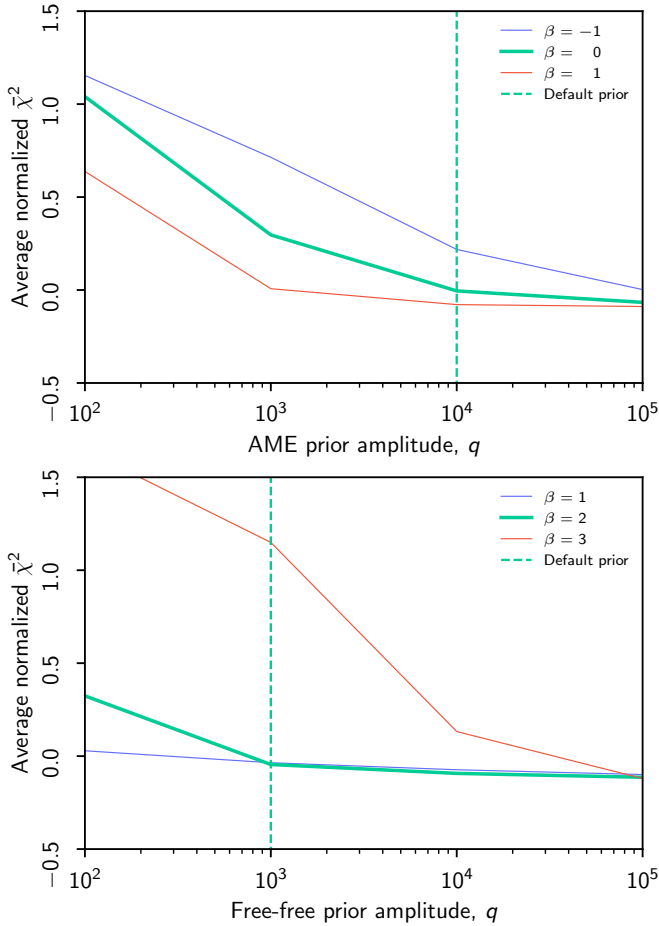 Average normalized χ̄²
1.5
1.0
0.5
0.0
−0.5
β = −1
β = 0
β = 1
Default prior
10² 10³ 10⁴ 10⁵
AME prior amplitude, q
Average normalized χ̄²
1.5
1.0
0.5
0.0
−0.5
β = 1
β = 2
β = 3
Default prior
10² 10³ 10⁴ 10⁵
Free-free prior amplitude, q